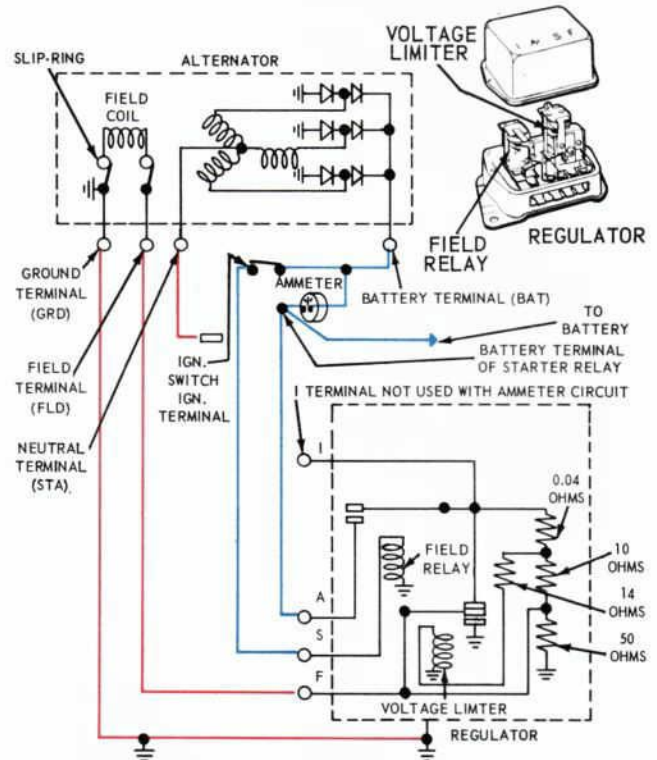 SLIP-RING
ALTERNATOR
FIELD
COIL
VOLTAGE
LIMITER
FIELD
RELAY
REGULATOR
GROUND
TERMINAL
(GRD)
AMMETER
BATTERY TERMINAL (BAT)
TO
BATTERY
BATTERY TERMINAL
OF STARTER RELAY
FIELD
TERMINAL
(FLD)
IGN.
SWITCH
IGN.
TERMINAL
NEUTRAL
TERMINAL
(STA)
I TERMINAL NOT USED WITH AMMETER CIRCUIT
I
0.04
OHMS
FIELD
RELAY
10
OHMS
14
OHMS
50
OHMS
A
S
F
VOLTAGE LIMTER
REGULATOR